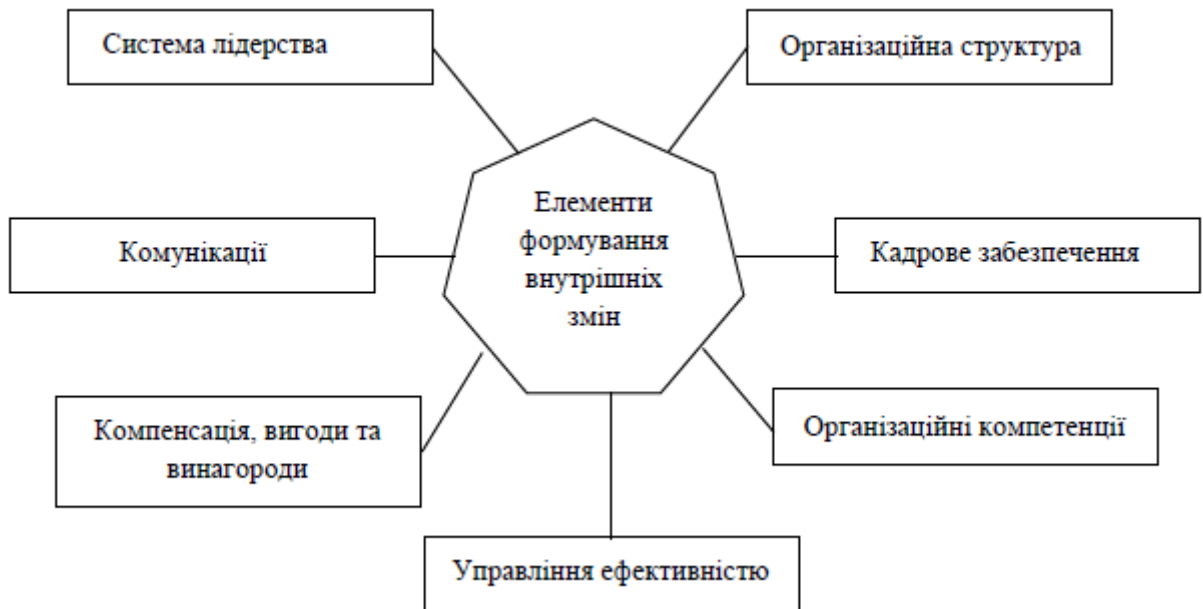 Система лідерства
Організаційна структура
Елементи
формування
внутрішніх
змін
Комунікації
Кадрове забезпечення
Компенсація, вигоди та
винагороди
Організаційні компетенції
Управління ефективністю